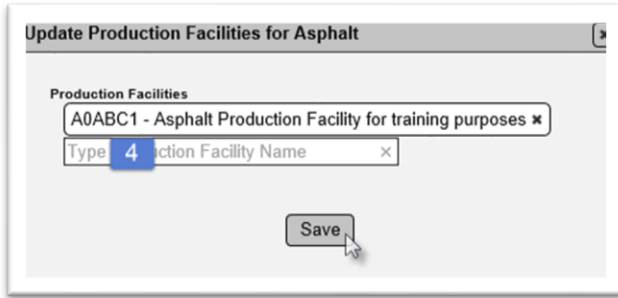 Update Production Facilities for Asphalt
Production Facilities
A0ABC1 - Asphalt Production Facility for training purposes ×
Type 4 ction Facility Name ×
Save